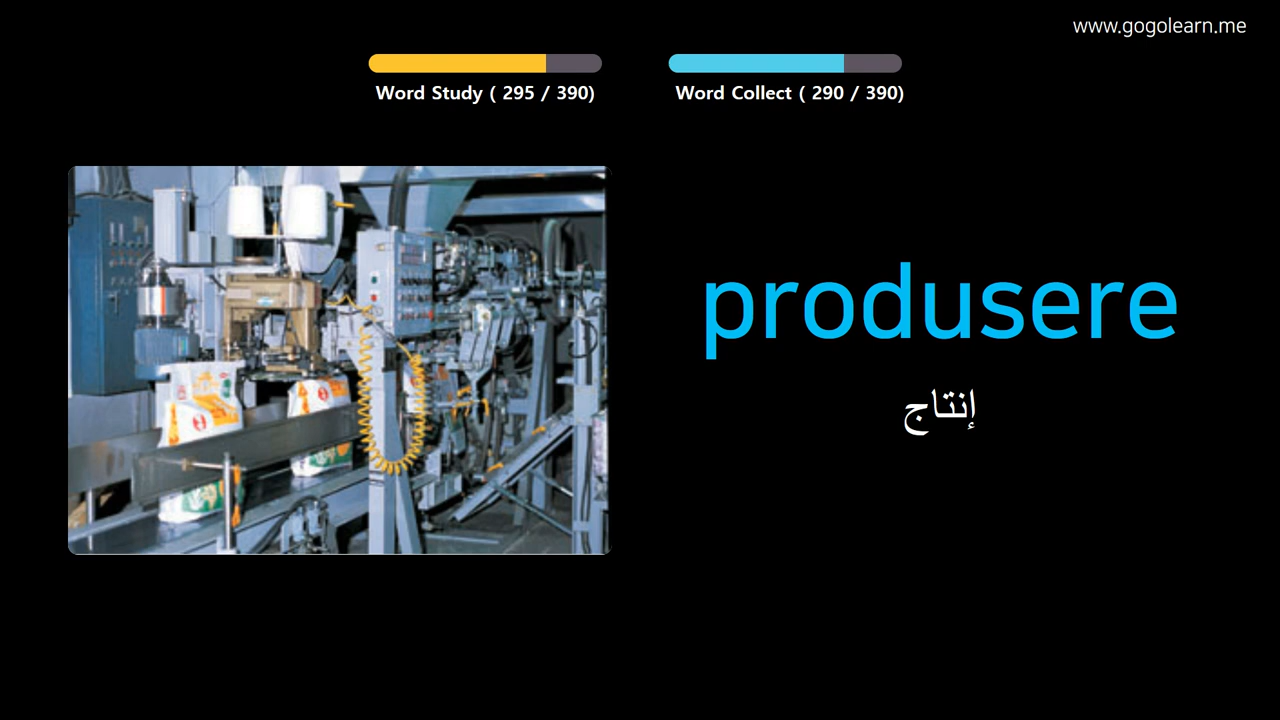 www.gogolearn.me
Word Study ( 295 / 390)
Word Collect ( 290 / 390)
produsere
إنتاج